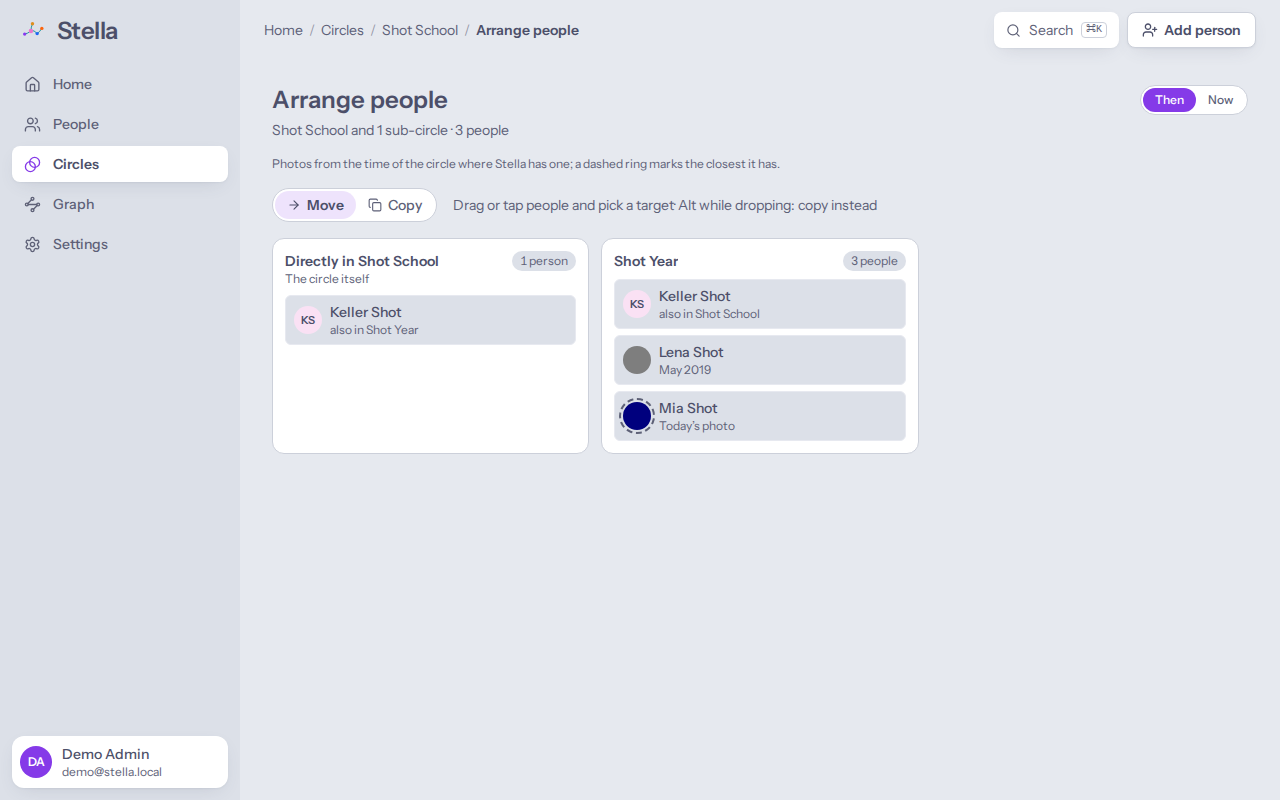 Stella
Home / Circles / Shot School / Arrange people
Search ⌘K
Add person
Home
People
Circles
Graph
Settings
Arrange people
Then Now
Shot School and 1 sub-circle · 3 people
Photos from the time of the circle where Stella has one; a dashed ring marks the closest it has.
Move Copy
Drag or tap people and pick a target· Alt while dropping: copy instead
Directly in Shot School
1 person
The circle itself
KS
Keller Shot
also in Shot Year
Shot Year
3 people
KS
Keller Shot
also in Shot School
Lena Shot
May 2019
Mia Shot
Today's photo
DA
Demo Admin
demo@stella.local